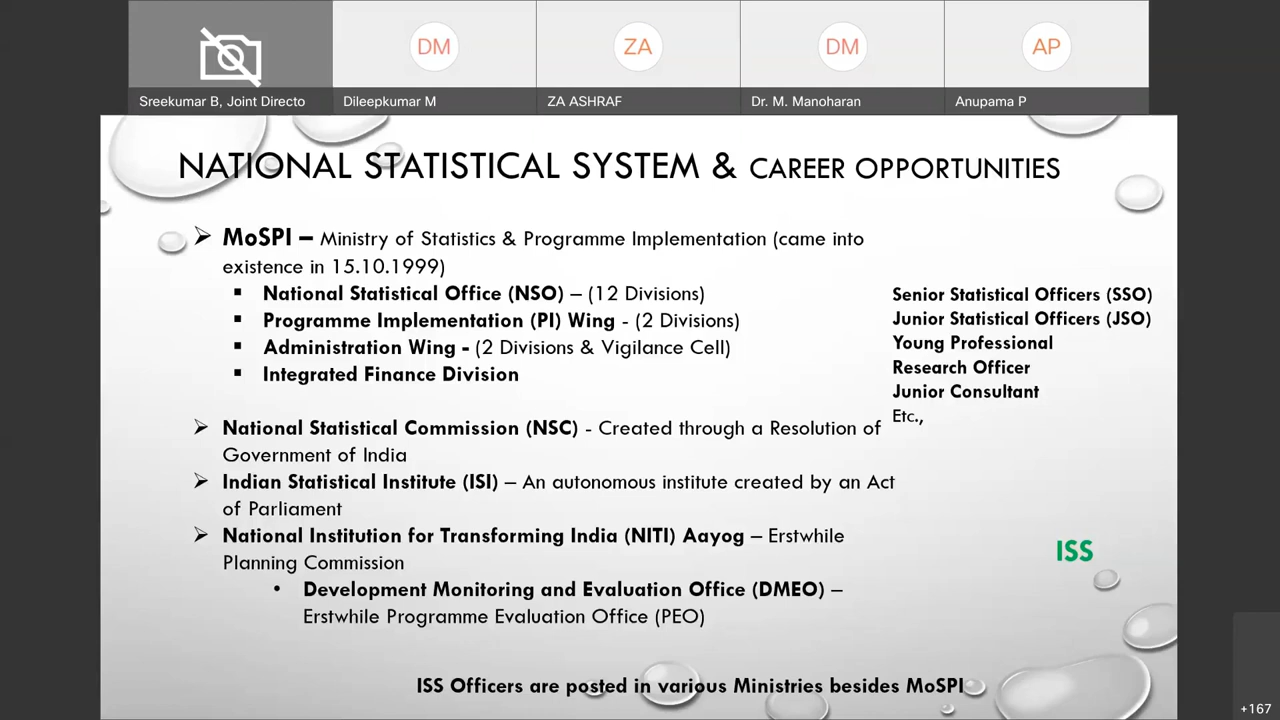 DM
ZA
DM
AP
Sreekumar B, Joint Directo
Dileepkumar M
ZA ASHRAF
Dr. M. Manoharan
Anupama P
NATIONAL STATISTICAL SYSTEM & CAREER OPPORTUNITIES
MoSPI – Ministry of Statistics & Programme Implementation (came into
existence in 15.10.1999)
National Statistical Office (NSO) – (12 Divisions)
Programme Implementation (PI) Wing - (2 Divisions)
Administration Wing - (2 Divisions & Vigilance Cell)
Integrated Finance Division
Senior Statistical Officers (SSO)
Junior Statistical Officers (JSO)
Young Professional
Research Officer
Junior Consultant
Etc.,
National Statistical Commission (NSC) - Created through a Resolution of
Government of India
Indian Statistical Institute (ISI) – An autonomous institute created by an Act
of Parliament
National Institution for Transforming India (NITI) Aayog – Erstwhile
Planning Commission
Development Monitoring and Evaluation Office (DMEO) –
Erstwhile Programme Evaluation Office (PEO)
ISS
ISS Officers are posted in various Ministries besides MoSPI
+167